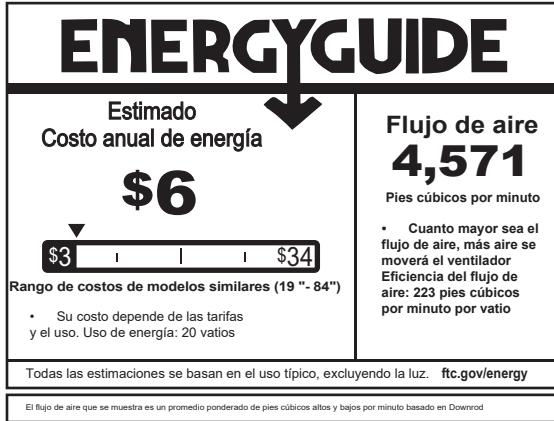 ENERGYGUIDE
Estimado
Costo anual de energía
$6
$3
$34
Rango de costos de modelos similares (19 "- 84")
• Su costo depende de las tarifas
y el uso. Uso de energía: 20 vatios
Flujo de aire
4,571
Pies cúbicos por minuto
• Cuanto mayor sea el
flujo de aire, más aire se
moverá el ventilador
Eficiencia del flujo de
aire: 223 pies cúbicos
por minuto por vatio
Todas las estimaciones se basan en el uso típico, excluyendo la luz. ftc.gov/energy
El flujo de aire que se muestra es un promedio ponderado de pies cúbicos altos y bajos por minuto basado en Downrod